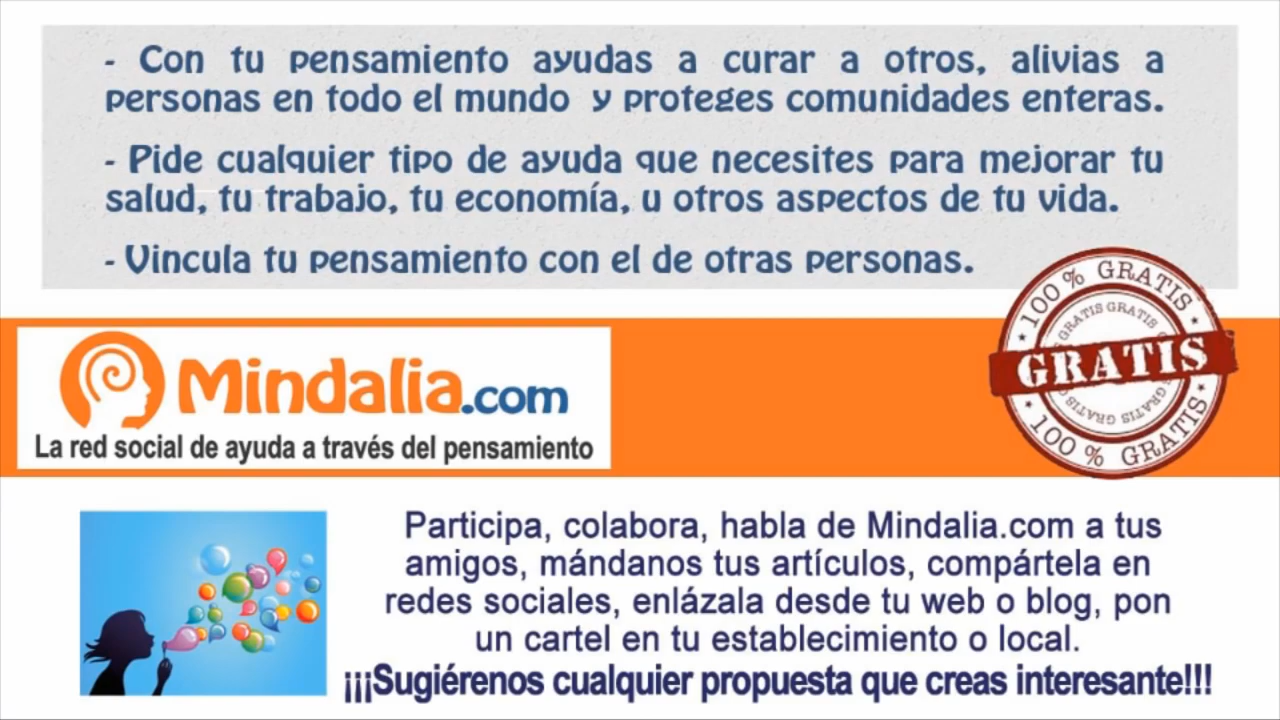 - Con tu pensamiento ayudas a curar a otros, alivias a
personas en todo el mundo y proteges comunidades enteras.
- Pide cualquier tipo de ayuda que necesites para mejorar tu
salud, tu trabajo, tu economía, u otros aspectos de tu vida.
- Vincula tu pensamiento con el de otras personas.
100 % GRATIS
GRATIS GRATIS GRATIS
GRATIS
GRATIS GRATIS GRATIS
100 % GRATIS
Mindalia.com
La red social de ayuda a través del pensamiento
Participa, colabora, habla de Mindalia.com a tus
amigos, mándanos tus artículos, compártela en
redes sociales, enlázala desde tu web o blog, pon
un cartel en tu establecimiento o local.
¡¡¡Sugiérenos cualquier propuesta que creas interesante!!!